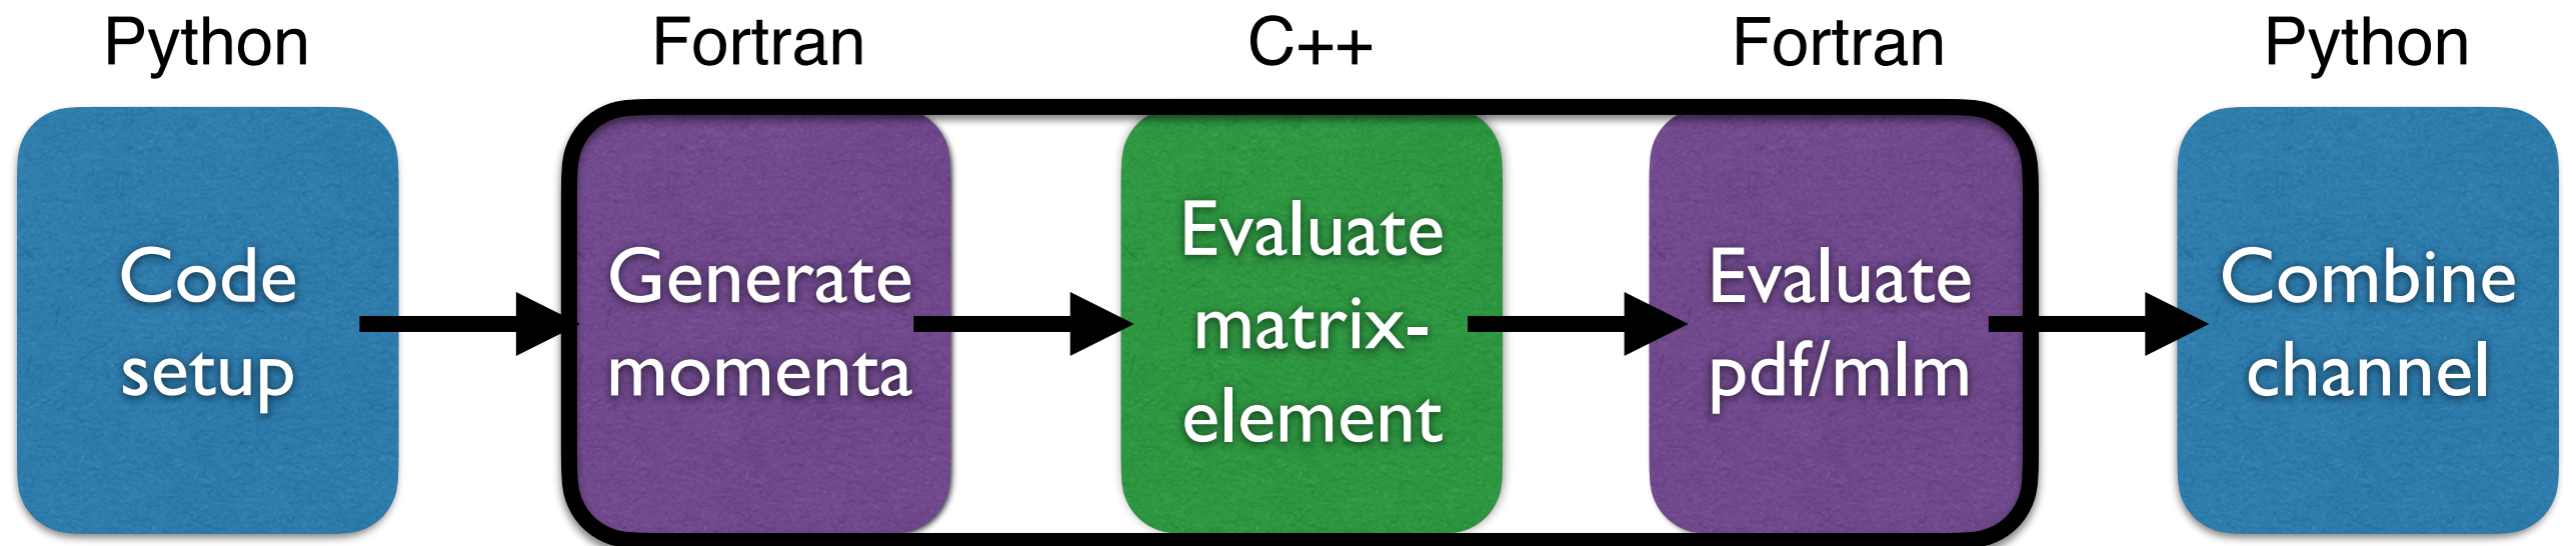 Python
Fortran
C++
Fortran
Python
Code
setup
Generate
momenta
Evaluate
matrix-
element
Evaluate
pdf/mlm
Combine
channel